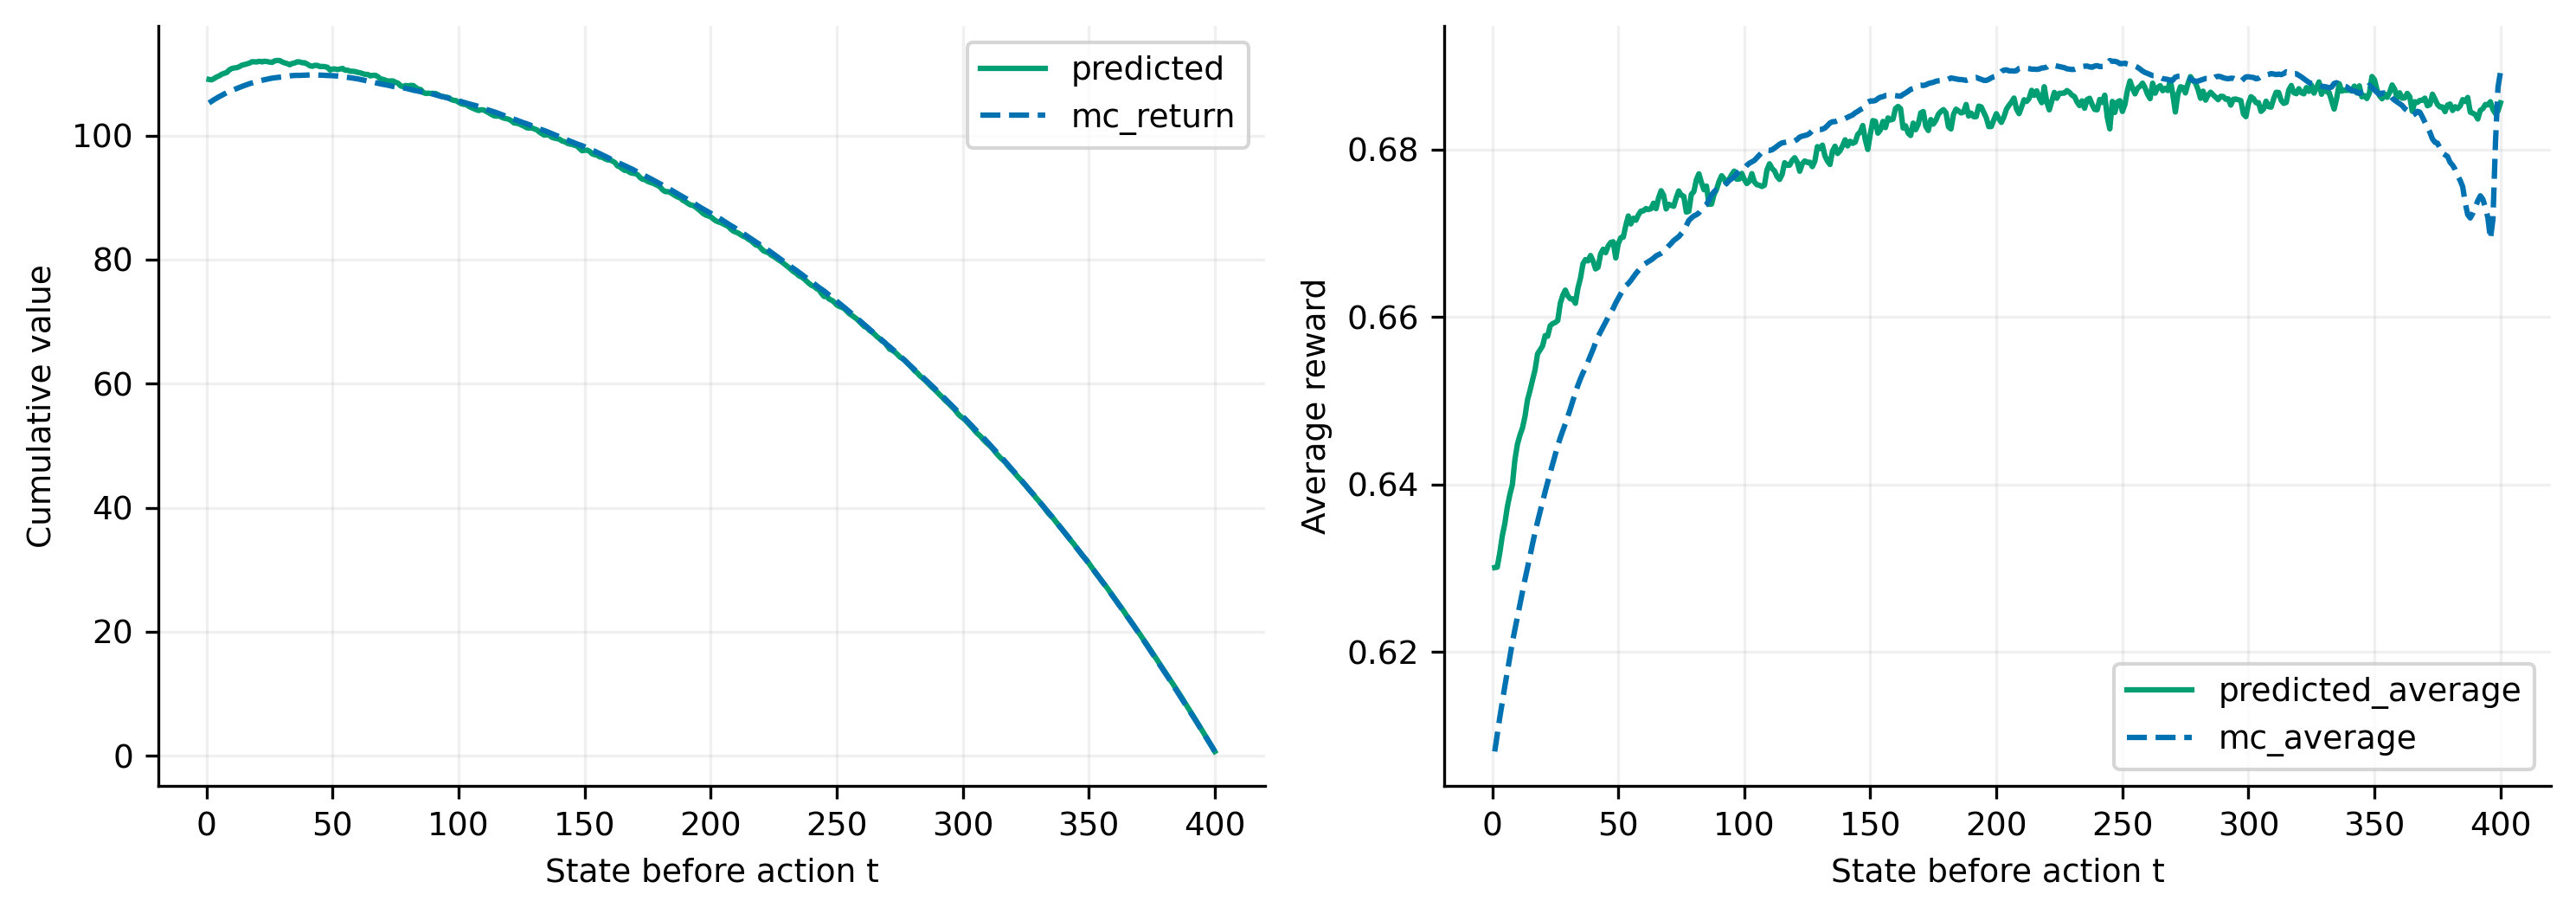 Cumulative value
100
80
60
40
20
0
0 50 100 150 200 250 300 350 400
State before action t
predicted
mc_return
Average reward
0.68
0.66
0.64
0.62
0 50 100 150 200 250 300 350 400
State before action t
predicted_average
mc_average